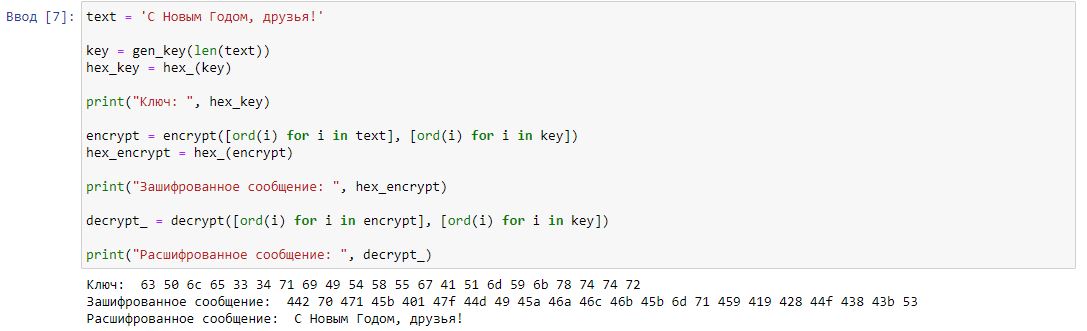 Ввод [7]: text = 'С Новым Годом, друзья!'
key = gen_key(len(text))
hex_key = hex_(key)
print("Ключ: ", hex_key)
encrypt = encrypt([ord(i) for i in text], [ord(i) for i in key])
hex_encrypt = hex_(encrypt)
print("Зашифрованное сообщение: ", hex_encrypt)
decrypt_ = decrypt([ord(i) for i in encrypt], [ord(i) for i in key])
print("Расшифрованное сообщение: ", decrypt_)
Ключ:  63 50 6c 65 33 34 71 69 49 54 58 55 67 41 51 6d 59 6b 78 74 74 72
Зашифрованное сообщение:  442 70 471 45b 401 47f 44d 49 45a 46a 46c 46b 45b 6d 71 459 419 428 44f 438 43b 53
Расшифрованное сообщение:  С Новым Годом, друзья!